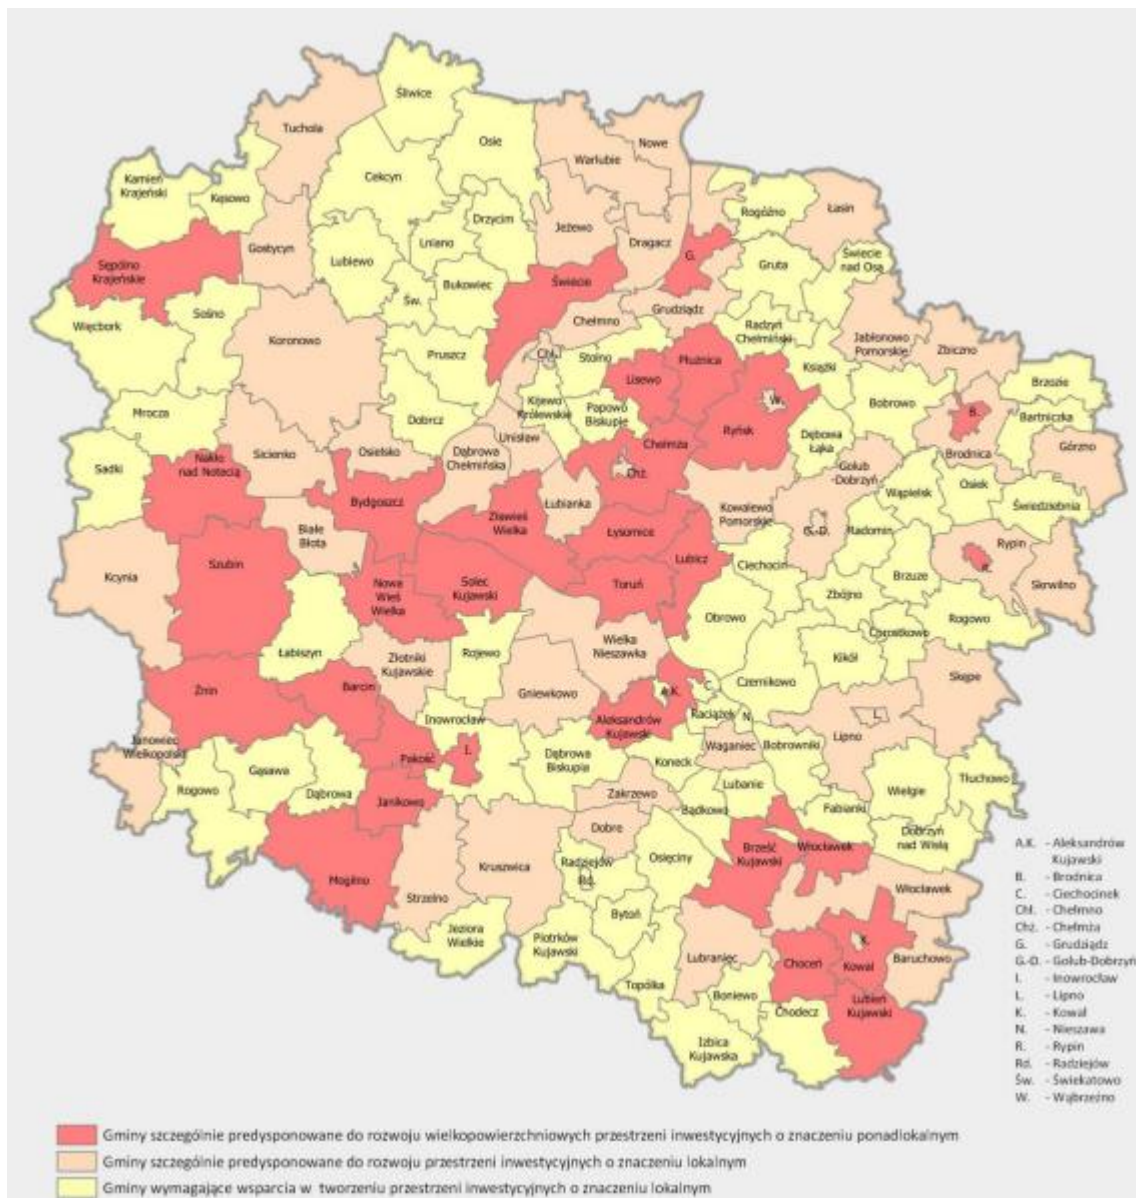 Śliwice
Tuchola
Osie
Nowe
Warlubie
Cekcyn
Kamień
Krajeński
Kęsowo
Rogóźno
Łasin
Drzycim
Jeżewo
Lniano
Dragacz
Gostycyn
Lubiewo
Świecie
nad Osą
G.
Gruta
Sępólno
Krajeńskie
Bukowiec
Świecie
Św.
Grudziądz
Sośno
Więcbork
Chełmno
Radzyń
Chełmiński
Jabłonowo
Pomorskie
Zbiczno
Koronowo
Pruszcz
Chł.
Stolno
Płużnica
Książki
Lisewo
Brzozie
Kijewo
Królewskie
Papowo
Biskupie
W.
Bobrowo
B.
Bartniczka
Mrocza
Dobrcz
Unisław
Chełmża
Ryńsk
Dębowa
Łąka
Górzno
Sadki
Nakło
nad Notecią
Sicienko
Osielsko
Dąbrowa
Chełmińska
Brodnica
Chż.
Golub
-Dobrzyń
Osiek
Wąpielsk
Świedziebnia
Bydgoszcz
Zławieś
Wielka
Łubianka
Kowalewo
Pomorskie
Białe
Błota
Łysomice
G.-D.
Radomin
Rypin
Szubin
Lubicz
Ciechocin
R.
Kcynia
Nowa
Wieś
Wielka
Solec
Kujawski
Toruń
Brzuze
Skrwilno
Zbójno
Obrowo
Rogowo
Chrostkowo
Łabiszyn
Złotniki
Kujawskie
Rojewo
Wielka
Nieszawka
Kikół
Skępe
Czernikowo
Żnin
Barcin
Gniewkowo
A.K.
C.
Inowrocław
Aleksandrów
Kujawski
Raciążek
N.
L.
Lipno
Janowiec
Wielkopolski
Pakość
I.
Dąbrowa
Biskupia
Waganiec
Bobrowniki
Koneck
Gąsawa
Rogowo
Dąbrowa
Janikowo
Zakrzewo
Lubanie
Tłuchowo
Wielgie
Bądkowo
Fabianki
Dobre
Dobrzyń
nad Wisłą
Brześć
Kujawski
Włocławek
Mogilno
Strzelno
Kruszwica
Radziejów
Rd.
Osięciny
Włocławek
Bytoń
Jeziora
Wielkie
Piotrków
Kujawski
Lubraniec
Choceń
K.
Kowal
Baruchowo
Topólka
Boniewo
Chodecz
Lubień
Kujawski
Izbica
Kujawska
A.K. - Aleksandrów
Kujawski
B. - Brodnica
C. - Ciechocinek
Chł. - Chełmno
Chż. - Chełmża
G. - Grudziądz
G.-D. - Golub-Dobrzyń
I. - Inowrocław
L. - Lipno
K. - Kowal
N. - Nieszawa
R. - Rypin
Rd. - Radziejów
Św. - Świekatowo
W. - Wąbrzeźno
Gminy szczególnie predysponowane do rozwoju wielkopowierzchniowych przestrzeni inwestycyjnych o znaczeniu ponadlokalnym
Gminy szczególnie predysponowane do rozwoju przestrzeni inwestycyjnych o znaczeniu lokalnym
Gminy wymagające wsparcia w tworzeniu przestrzeni inwestycyjnych o znaczeniu lokalnym